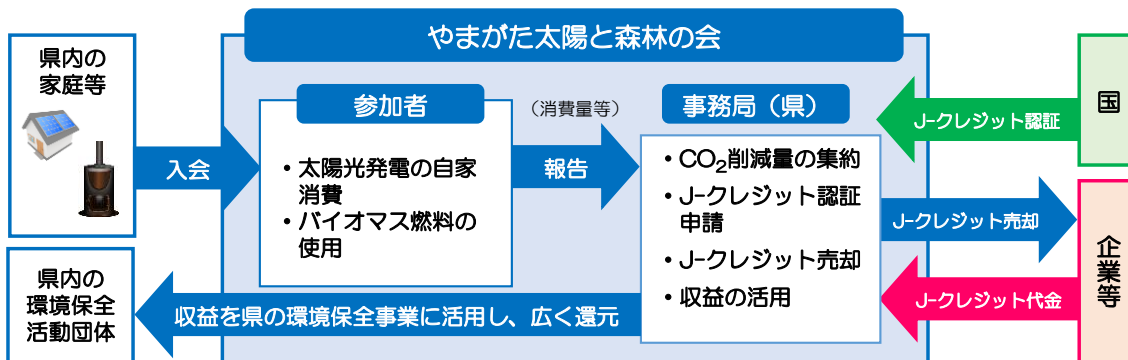 やまがた太陽と森林の会
県内の
家庭等
入会
参加者
・太陽光発電の自家
消費
・バイオマス燃料の
使用
(消費量等)
報告
事務局(県)
・CO₂削減量の集約
・J-クレジット認証
申請
・J-クレジット売却
・収益の活用
J-クレジット認証
国
J-クレジット売却
企業等
J-クレジット代金
収益を県の環境保全事業に活用し、広く還元
県内の
環境保全
活動団体